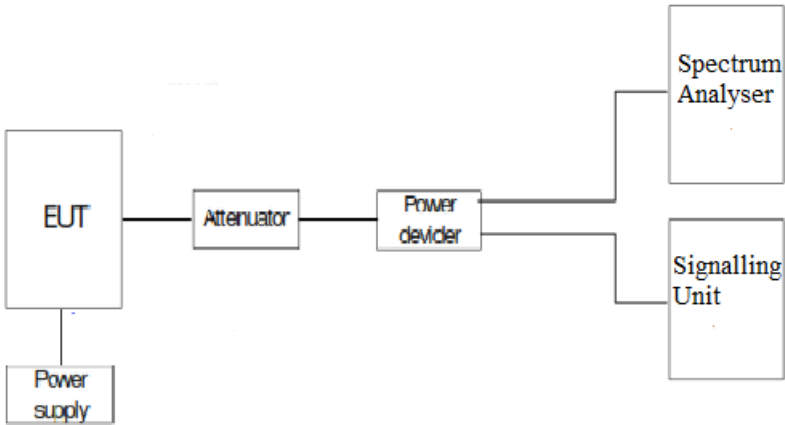 Spectrum
Analyser
EUT
Attenuator
Power
devider
Signalling
Unit
Power
supply